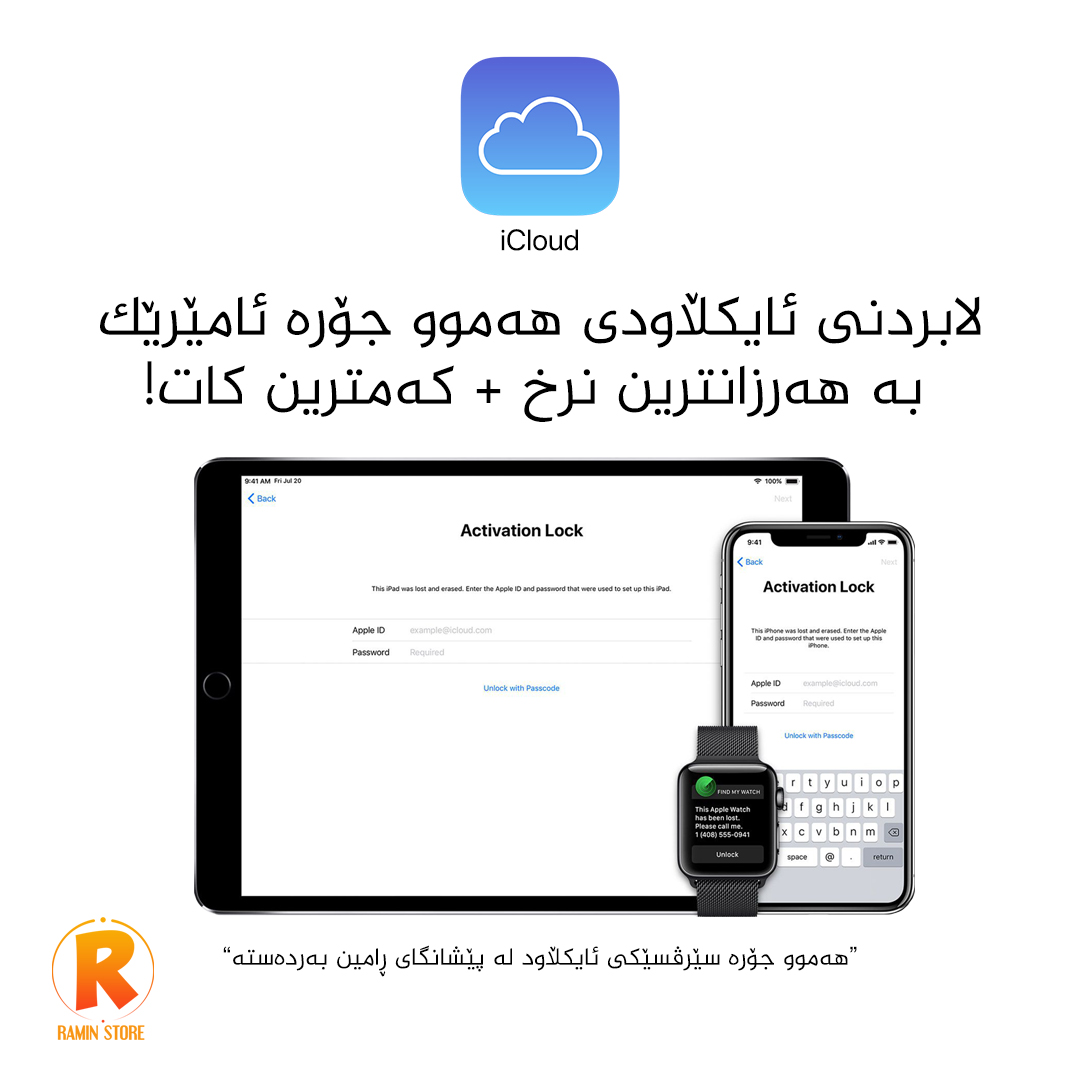 iCloud
لابردنی ئایکڵاودی هەموو جۆرە ئامێرێك
بە هەرزانترین نرخ + کەمترین کات!
9:41 AM Fri Jul 20
100%
Back
Next
Activation Lock
This iPad was lost and erased. Enter the Apple ID and password that were used to set up this iPad.
Apple ID example@icloud.com
Password Required
Unlock with Passcode
9:41
Back
Next
Activation Lock
This iPhone was lost and erased. Enter the Apple
ID and password that were used to set up this
iPhone.
Apple ID example@icloud.com
Password Required
Unlock with Passcode
r t y u i o p
d f g h j k l
x c v b n m
space @ . return
FIND MY WATCH
This Apple Watch
has been lost.
Please call me.
1 (408) 555-0941
Unlock
”هەموو جۆرە سێرڤسێکی ئایکڵاود لە پێشانگای ڕامین بەردەستە“
R
RAMIN STORE